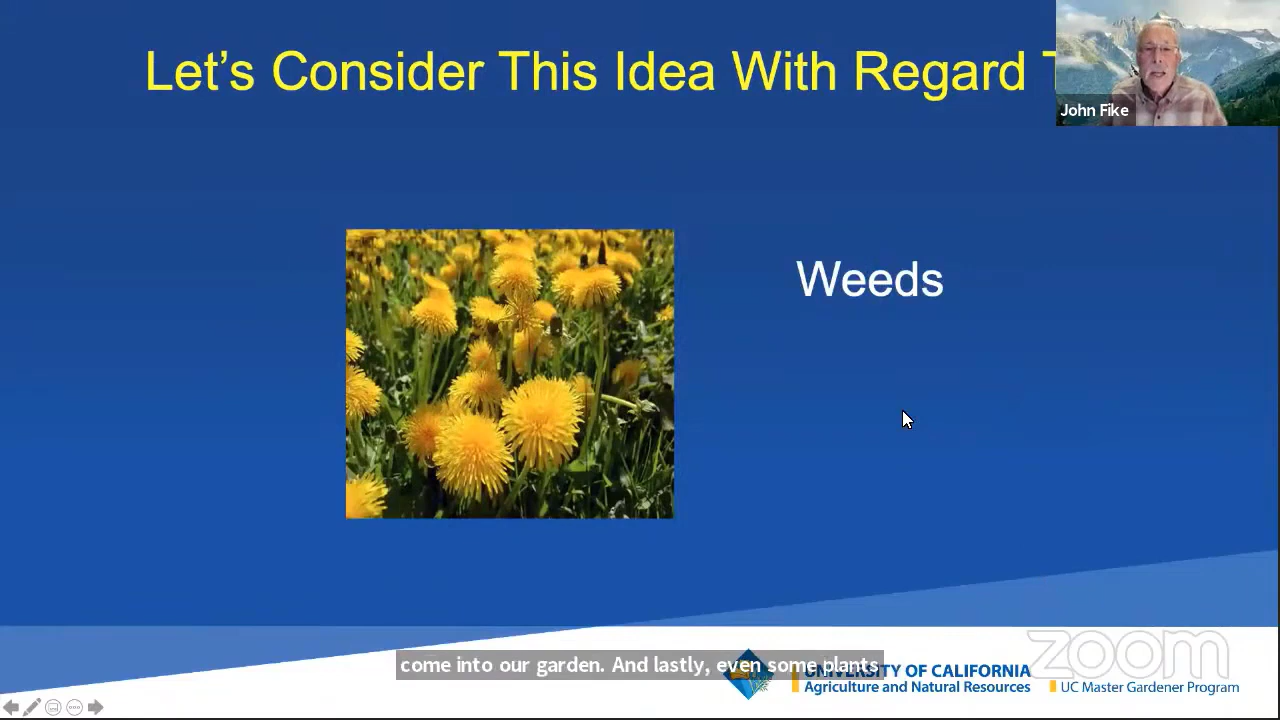 Let's Consider This Idea With Regard T
John Fike
Weeds
come into our garden. And lastly, even some plants
UNIVERSITY OF CALIFORNIA
Agriculture and Natural Resources
UC Master Gardener Program
zoom